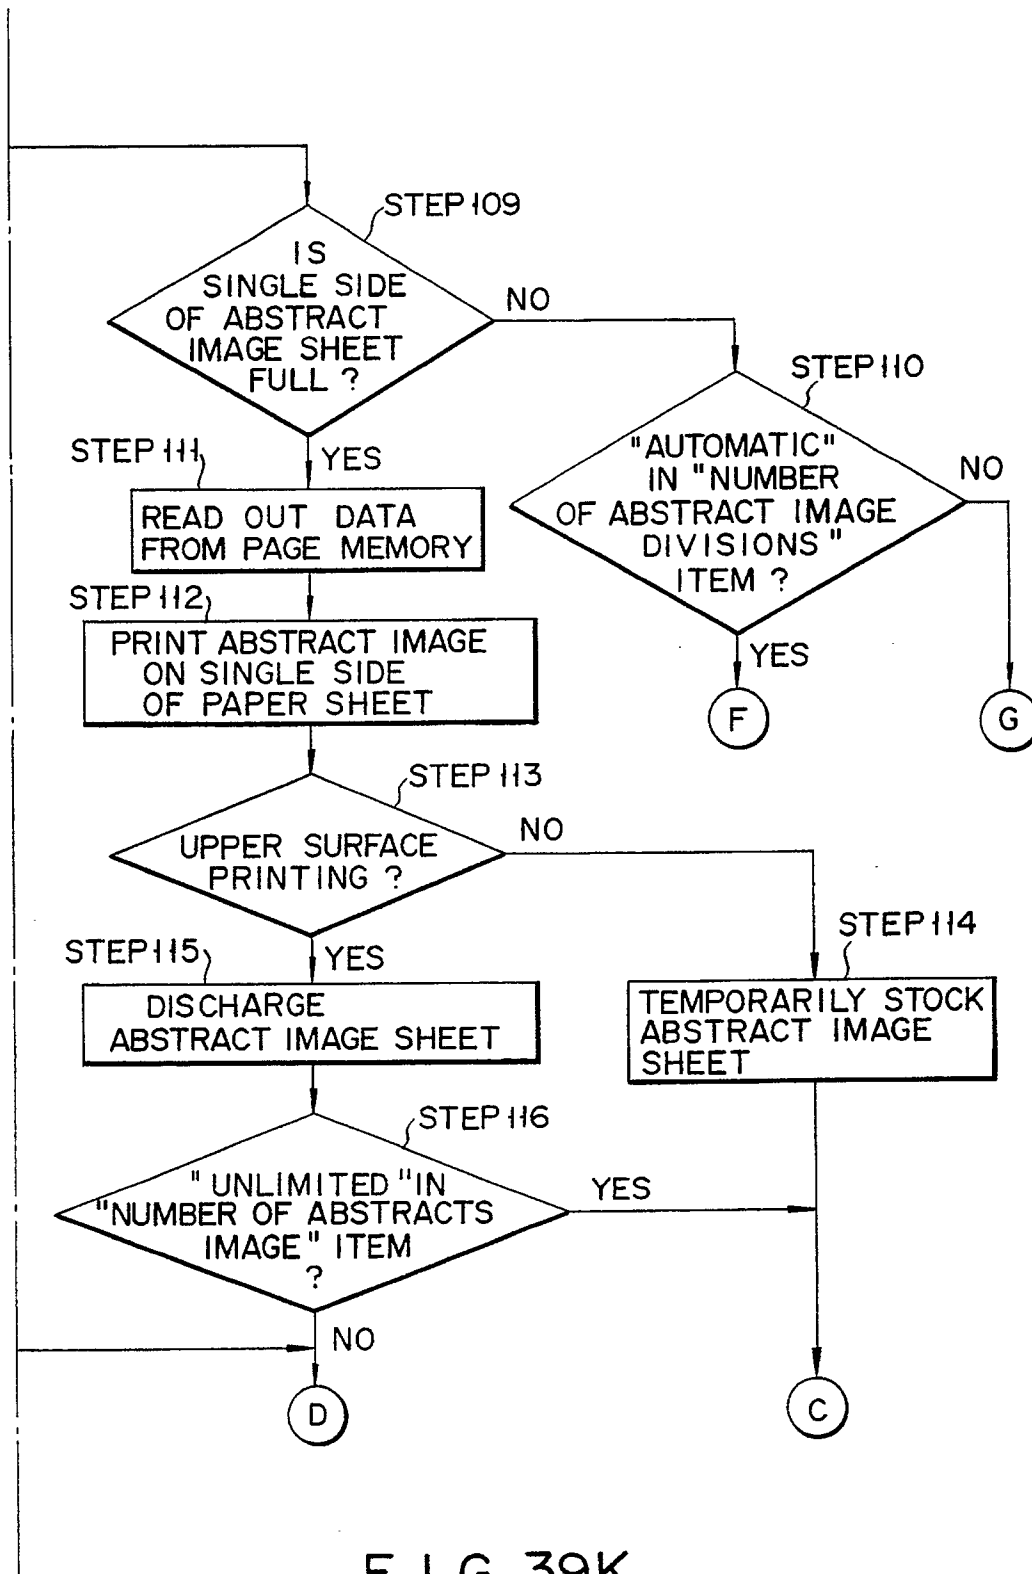 STEP 109
IS
SINGLE SIDE
OF ABSTRACT
IMAGE SHEET
FULL ?
NO
YES
STEP 110
"AUTOMATIC"
IN "NUMBER
OF ABSTRACT IMAGE
DIVISIONS"
ITEM ?
NO
YES
F
G
STEP 111
READ OUT DATA
FROM PAGE MEMORY
STEP 112
PRINT ABSTRACT IMAGE
ON SINGLE SIDE
OF PAPER SHEET
STEP 113
UPPER SURFACE
PRINTING ?
NO
YES
STEP 114
TEMPORARILY STOCK
ABSTRACT IMAGE
SHEET
STEP 115
DISCHARGE
ABSTRACT IMAGE SHEET
STEP 116
"UNLIMITED" IN
"NUMBER OF ABSTRACTS
IMAGE" ITEM
?
YES
NO
D
C
FIG. 39K